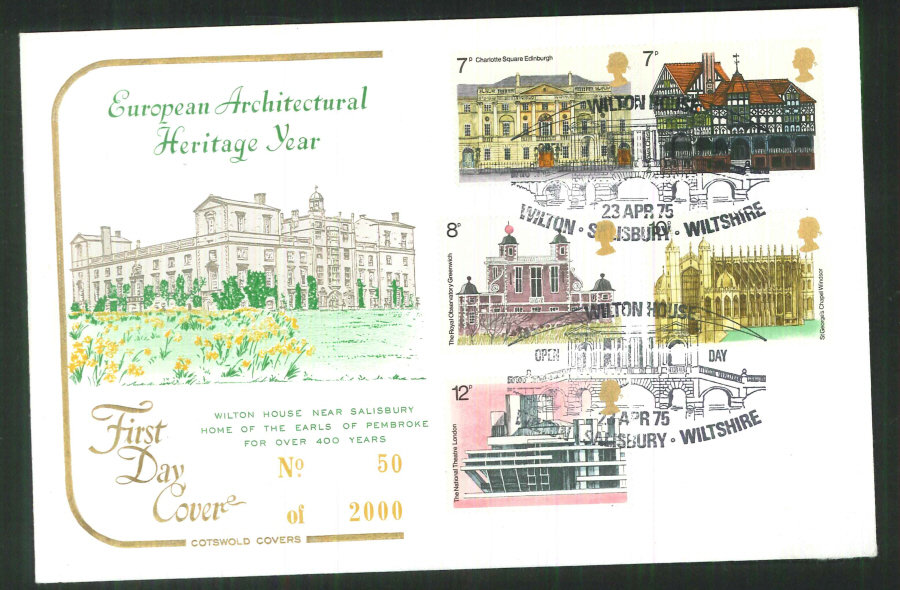 European Architectural
Heritage Year
WILTON HOUSE NEAR SALISBURY
HOME OF THE EARLS OF PEMBROKE
FOR OVER 400 YEARS
First
Day
Cover
No. 50
of 2000
COTSWOLD COVERS
7P Charlotte Square Edinburgh
7P
WILTON HOUSE
OPEN
23 APR 75
WILTON · SALISBURY · WILTSHIRE
8P
The Royal Observatory Greenwich
St George's Chapel Windsor
WILTON HOUSE
OPEN DAY
12P
The National Theatre London
23 APR 75
SALISBURY · WILTSHIRE